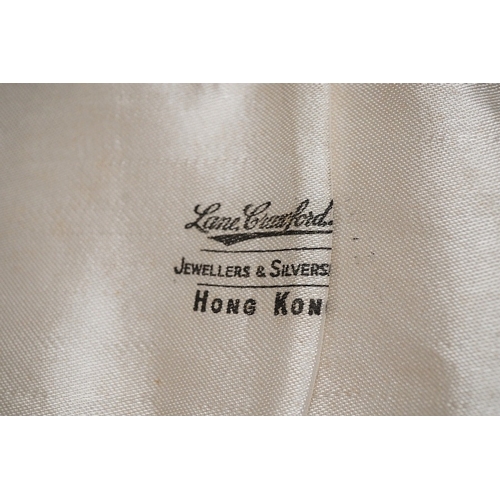 Lane, Crawford.
JEWELLERS & SILVERS
HONG KON